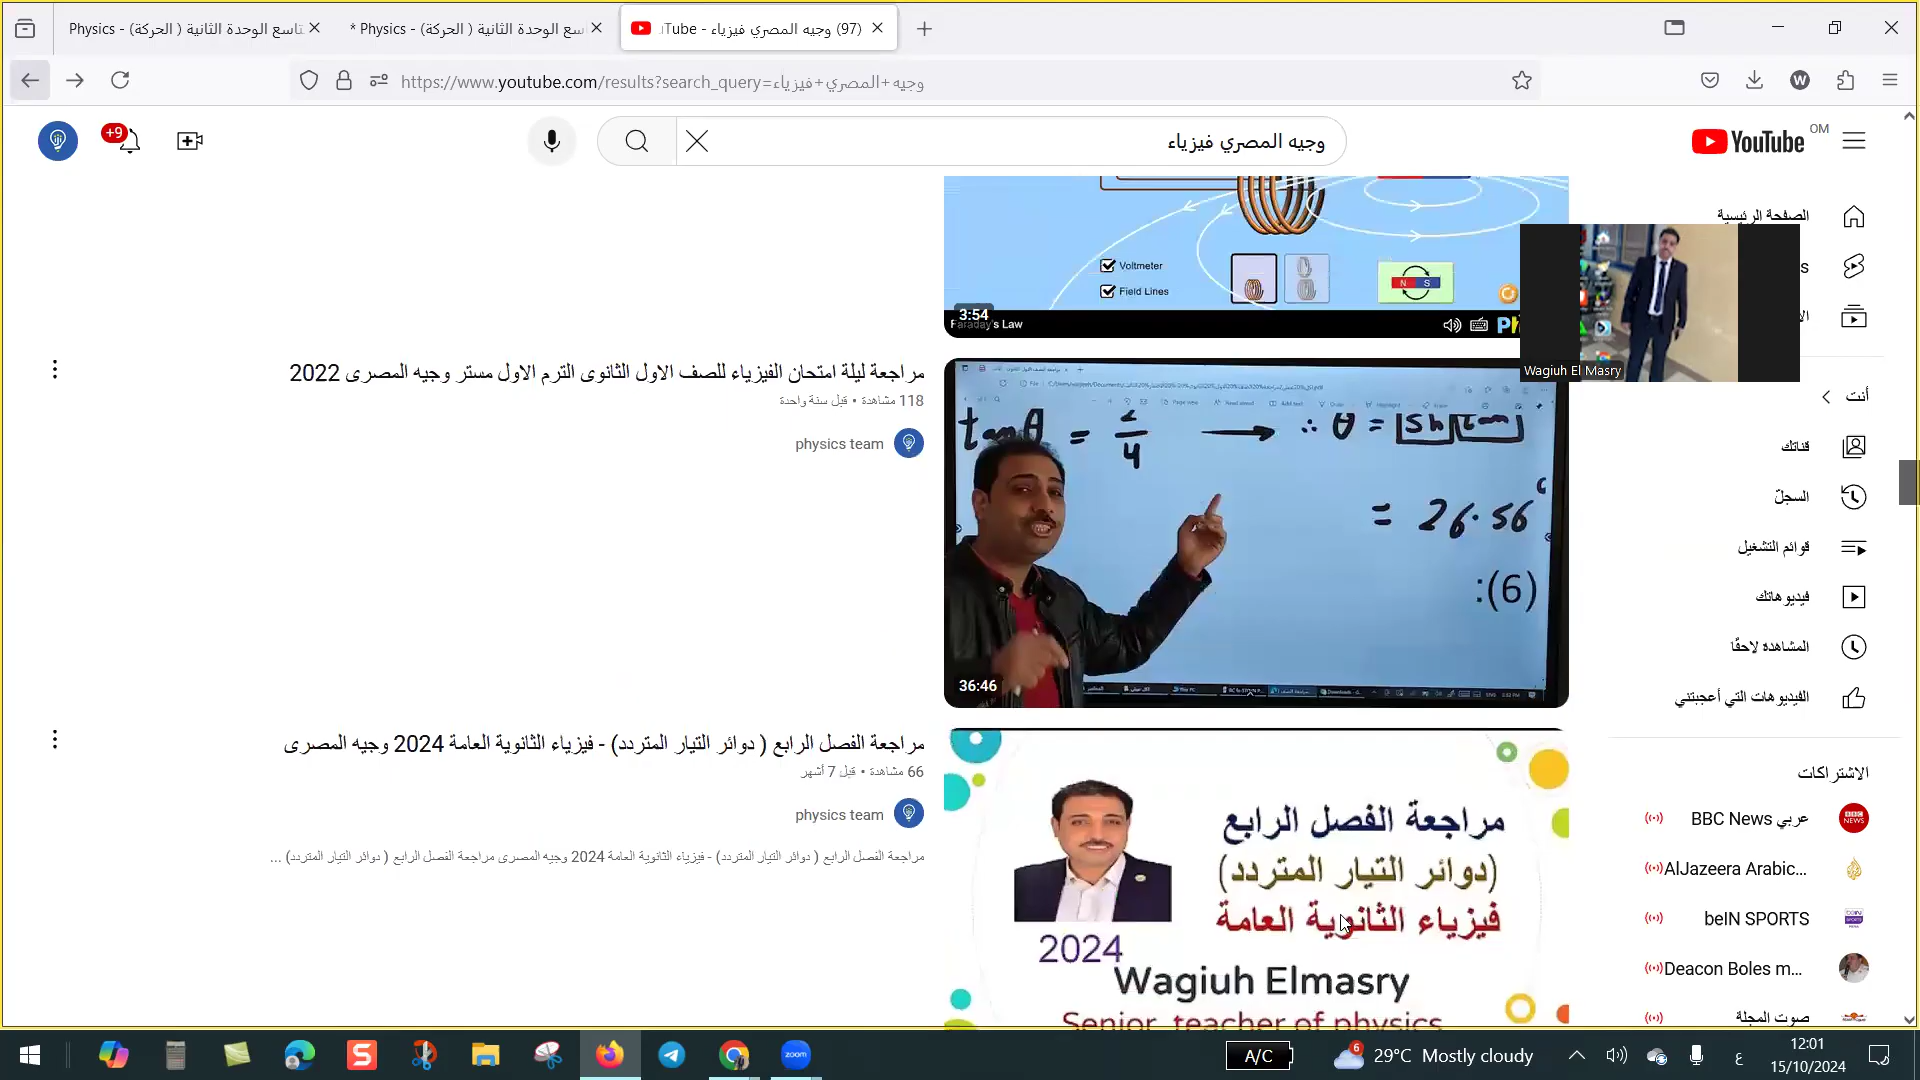 Physics - (الحركة ) تاسع الوحدة الثانية
* Physics - (الحركة ) اسع الوحدة الثانية
(97) وجيه المصري فيزياء - uTube
https://www.youtube.com/results?search_query=وجيه+المصري+فيزياء
+9
وجيه المصري فيزياء
YouTube OM
الصفحة الرئيسية
Voltmeter
Field Lines
N S
3:54
Faraday's Law
Wagiuh El Masry
مراجعة ليلة امتحان الفيزياء للصف الاول الثانوى الترم الاول مستر وجيه المصرى 2022
118 مشاهدة • قبل سنة واحدة
physics team
= 26.56
:(6)
36:46
أنت
قناتك
السجلّ
قوائم التشغيل
فيديوهاتك
المشاهدة لاحقًا
الفيديوهات التي أعجبتني
مراجعة الفصل الرابع ( دوائر التيار المتردد) - فيزياء الثانوية العامة 2024 وجيه المصرى
66 مشاهدة • قبل 7 أشهر
physics team
مراجعة الفصل الرابع ( دوائر التيار المتردد) - فيزياء الثانوية العامة 2024 وجيه المصرى مراجعة الفصل الرابع ( دوائر التيار المتردد) ...
مراجعة الفصل الرابع
(دوائر التيار المتردد)
فيزياء الثانوية العامة
2024
Wagiuh Elmasry
Senior teacher of physics
الاشتراكات
BBC News عربي
AlJazeera Arabic...
beIN SPORTS
Deacon Boles m...
صوت المجلة
A/C
6
29°C Mostly cloudy
ع
12:01
15/10/2024
zoom